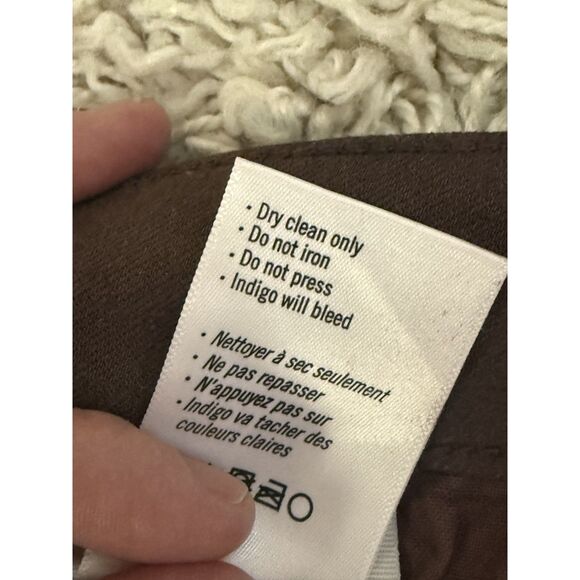 • Dry clean only
• Do not iron
• Do not press
• Indigo will bleed
• Nettoyer à sec seulement
• Ne pas repasser
• N'appuyez pas sur
• Indigo va tacher des
couleurs claires